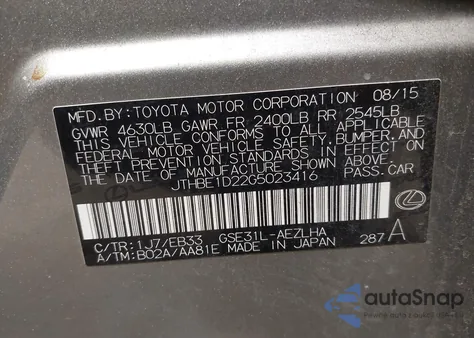 MFD.BY:TOYOTA MOTOR CORPORATION 08/15
GVWR 4630LB GAWR FR 2400LB RR 2545LB
THIS VEHICLE CONFORMS TO ALL APPLICABLE
FEDERAL MOTOR VEHICLE SAFETY,BUMPER,AND
THEFT PREVENTION STANDARDS IN EFFECT ON
THE DATE OF MANUFACTURE SHOWN ABOVE.
JTHBE1D22G5023416 PASS.CAR
C/TR:1J7/EB33 GSE31L-AEZLHA
A/TM:B02A/AA81E MADE IN JAPAN 287 A
autoSnap